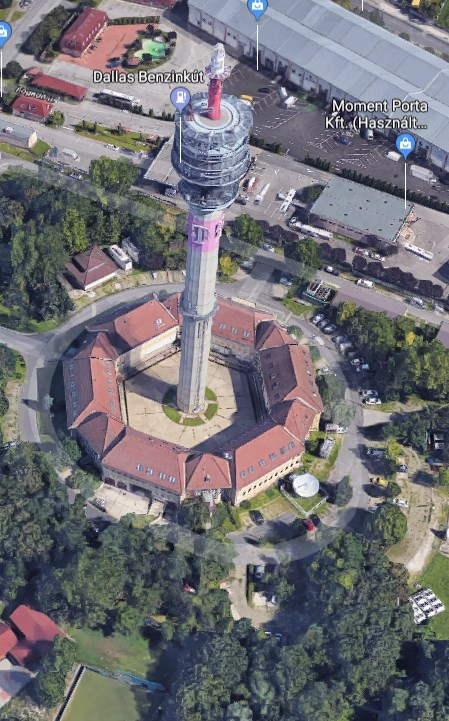 Dallas Benzinkút
Moment Porta
Kft. (Használt...